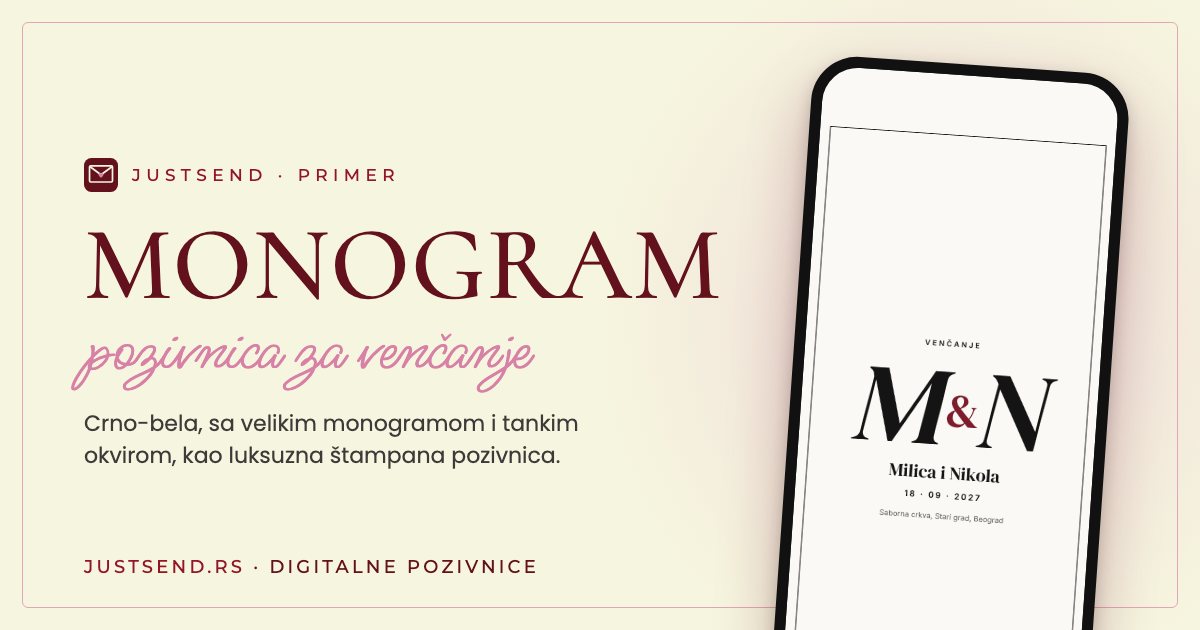 JUSTSEND · PRIMER
MONOGRAM
pozivnica za venčanje
Crno-bela, sa velikim monogramom i tankim
okvirom, kao luksuzna štampana pozivnica.
JUSTSEND.RS · DIGITALNE POZIVNICE
VENČANJE
M&N
Milica i Nikola
18 · 09 · 2027
Saborna crkva, Stari grad, Beograd